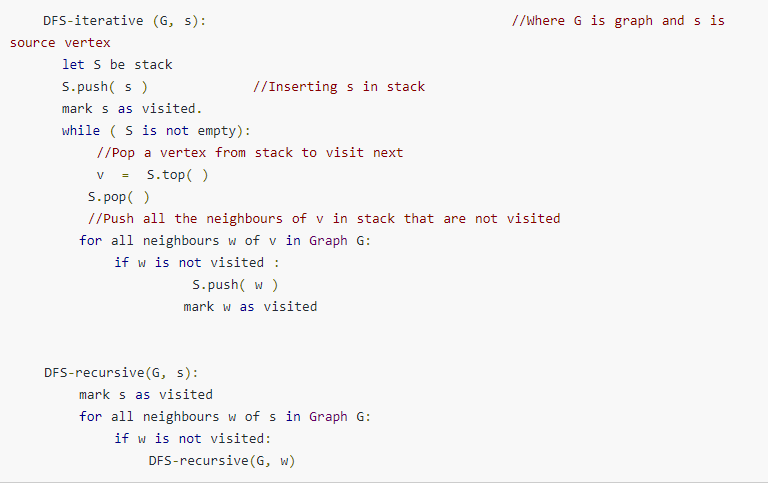 DFS-iterative (G, s):                                   //Where G is graph and s is
source vertex
let S be stack
S.push( s )            //Inserting s in stack
mark s as visited.
while ( S is not empty):
//Pop a vertex from stack to visit next
v  =  S.top( )
S.pop( )
//Push all the neighbours of v in stack that are not visited
for all neighbours w of v in Graph G:
if w is not visited :
S.push( w )
mark w as visited
DFS-recursive(G, s):
mark s as visited
for all neighbours w of s in Graph G:
if w is not visited:
DFS-recursive(G, w)